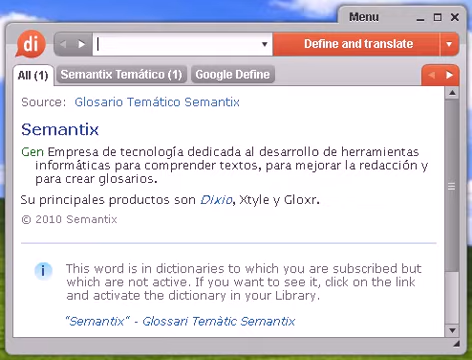 Menu
di
Define and translate
All (1)
Semantix Temático (1)
Google Define
Source: Glosario Temático Semantix
Semantix
Gen Empresa de tecnología dedicada al desarrollo de herramientas
informáticas para comprender textos, para mejorar la redacción y
para crear glosarios.
Su principales producton son Dixio, Xtyle y Gloxr.
© 2010 Semantix
i
This word is in dictionaries to which you are subscribed but
which are not active. If you want to see it, click on the link
and activate the dictionary in your Library.
"Semantix" - Glossari Temàtic Semantix